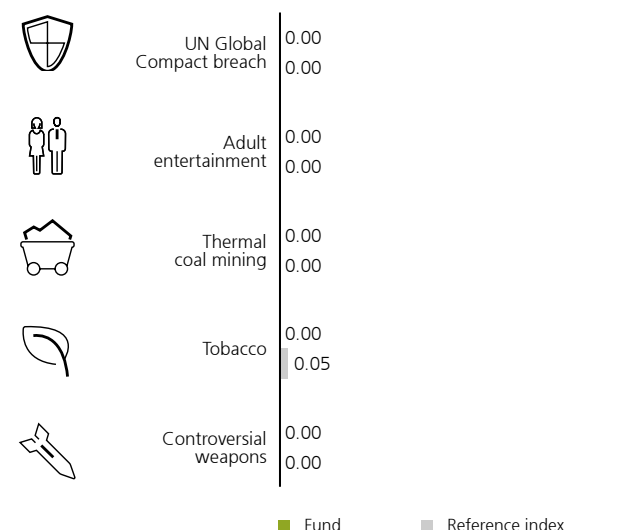 UN Global
Compact breach
0.00
0.00
Adult
entertainment
0.00
0.00
Thermal
coal mining
0.00
0.00
Tobacco
0.00
0.05
Controversial
weapons
0.00
0.00
Fund
Reference index